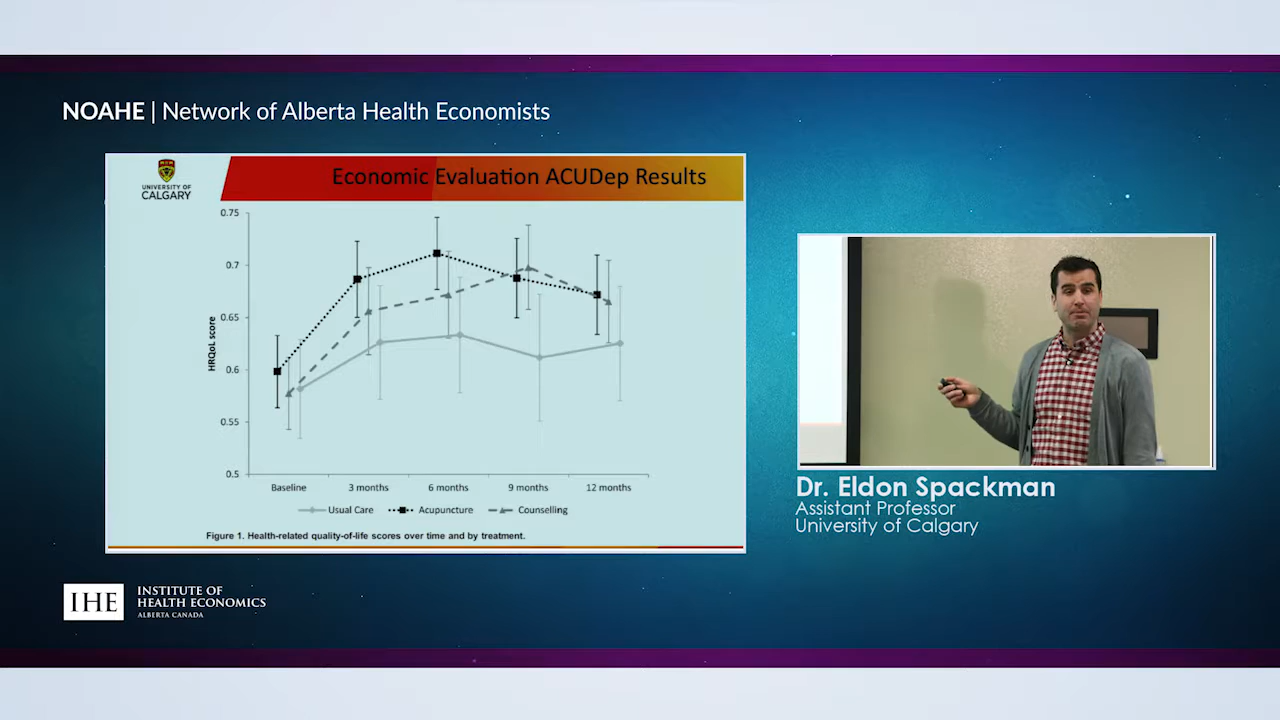 NOAHE | Network of Alberta Health Economists
UNIVERSITY OF
CALGARY
Economic Evaluation ACUDep Results
0.75
0.7
0.65
0.6
0.55
0.5
HRQoL score
Baseline
3 months
6 months
9 months
12 months
Usual Care
Acupuncture
Counselling
Figure 1. Health-related quality-of-life scores over time and by treatment.
Dr. Eldon Spackman
Assistant Professor
University of Calgary
IHE
INSTITUTE OF
HEALTH ECONOMICS
ALBERTA CANADA